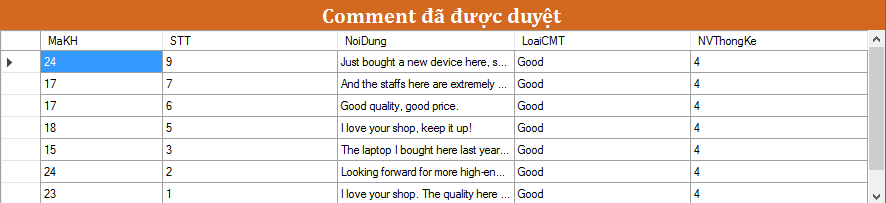 Comment đã được duyệt
MaKH STT NoiDung LoaiCMT NVThongKe
24 9 Just bought a new device here, s... Good 4
17 7 And the staffs here are extremely ... Good 4
17 6 Good quality, good price. Good 4
18 5 I love your shop, keep it up! Good 4
15 3 The laptop I bought here last year... Good 4
24 2 Looking forward for more high-en... Good 4
23 1 I love your shop. The quality here ... Good 4